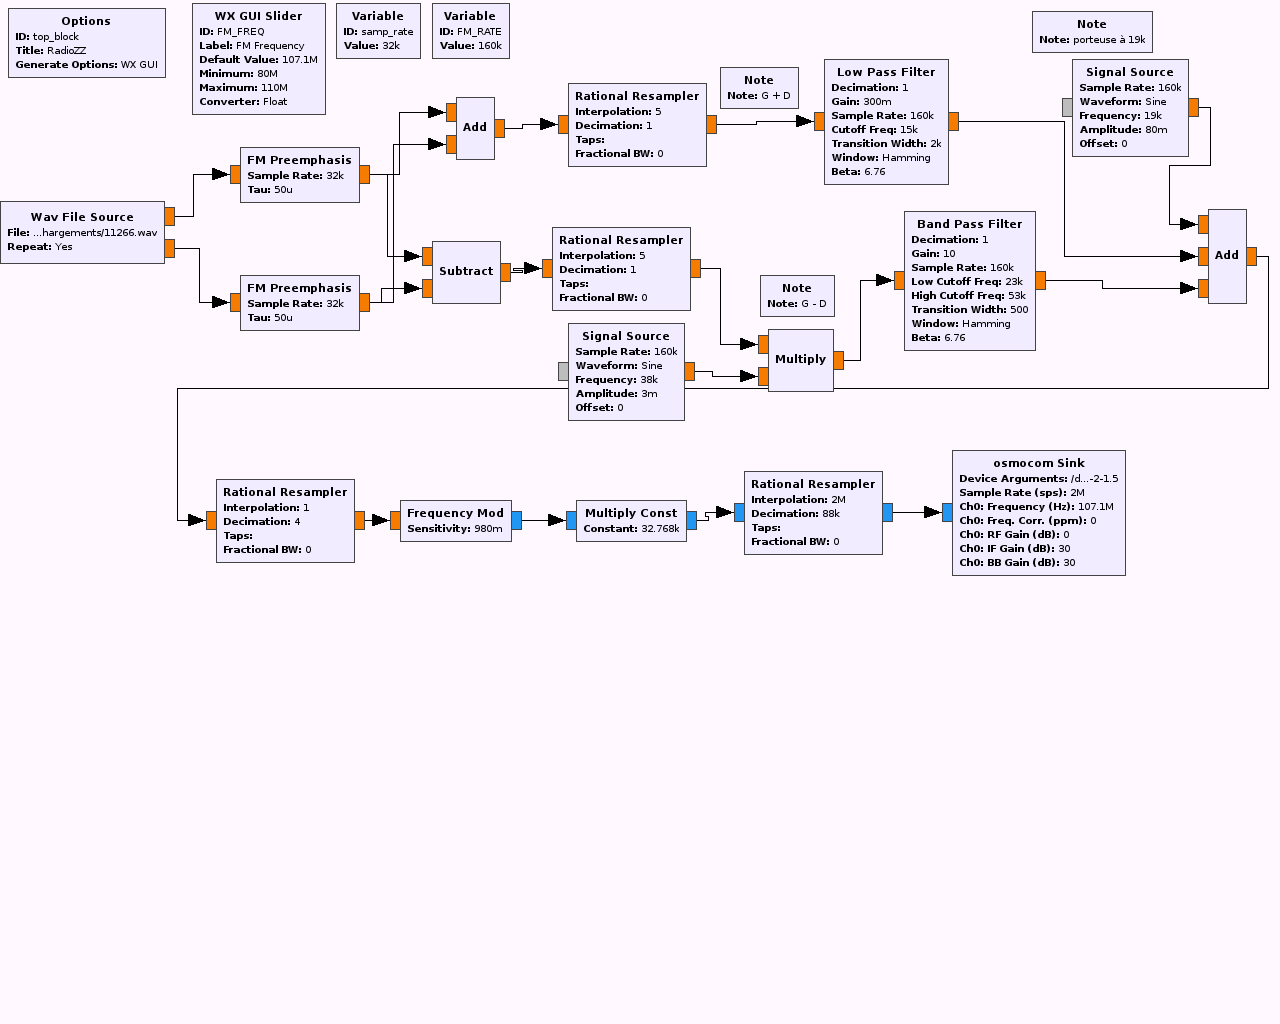 Options
ID: top_block
Title: RadioZZ
Generate Options: WX GUI
WX GUI Slider
ID: FM_FREQ
Label: FM Frequency
Default Value: 107.1M
Minimum: 80M
Maximum: 110M
Converter: Float
Variable
ID: samp_rate
Value: 32k
Variable
ID: FM_RATE
Value: 160k
Note
Note: porteuse à 19k
Signal Source
Sample Rate: 160k
Waveform: Sine
Frequency: 19k
Amplitude: 80m
Offset: 0
Low Pass Filter
Decimation: 1
Gain: 300m
Sample Rate: 160k
Cutoff Freq: 15k
Transition Width: 2k
Window: Hamming
Beta: 6.76
Note
Note: G + D
Rational Resampler
Interpolation: 5
Decimation: 1
Taps:
Fractional BW: 0
Add
FM Preemphasis
Sample Rate: 32k
Tau: 50u
Wav File Source
File: ...hargements/11266.wav
Repeat: Yes
FM Preemphasis
Sample Rate: 32k
Tau: 50u
Subtract
Rational Resampler
Interpolation: 5
Decimation: 1
Taps:
Fractional BW: 0
Note
Note: G - D
Band Pass Filter
Decimation: 1
Gain: 10
Sample Rate: 160k
Low Cutoff Freq: 23k
High Cutoff Freq: 53k
Transition Width: 500
Window: Hamming
Beta: 6.76
Add
Signal Source
Sample Rate: 160k
Waveform: Sine
Frequency: 38k
Amplitude: 3m
Offset: 0
Multiply
Rational Resampler
Interpolation: 1
Decimation: 4
Taps:
Fractional BW: 0
Frequency Mod
Sensitivity: 980m
Multiply Const
Constant: 32.768k
Rational Resampler
Interpolation: 2M
Decimation: 88k
Taps:
Fractional BW: 0
osmocom Sink
Device Arguments: /d...-2-1.5
Sample Rate (sps): 2M
Ch0: Frequency (Hz): 107.1M
Ch0: Freq. Corr. (ppm): 0
Ch0: RF Gain (dB): 0
Ch0: IF Gain (dB): 30
Ch0: BB Gain (dB): 30